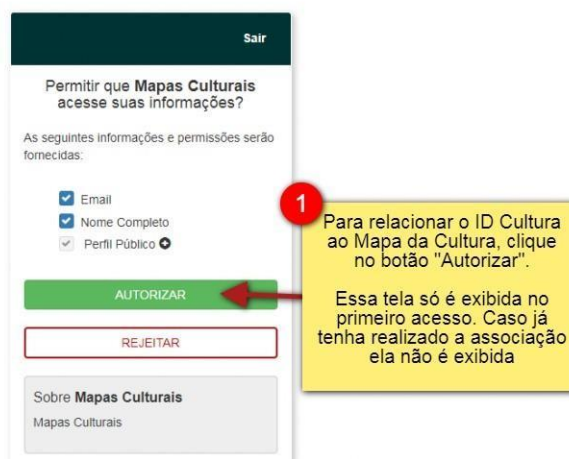 Sair
Permitir que Mapas Culturais
acesse suas informações?
As seguintes informações e permissões serão
fornecidas:
Email
Nome Completo
Perfil Público
AUTORIZAR
REJEITAR
Sobre Mapas Culturais
Mapas Culturais
1
Para relacionar o ID Cultura
ao Mapa da Cultura, clique
no botão "Autorizar".
Essa tela só é exibida no
primeiro acesso. Caso já
tenha realizado a associação
ela não é exibida